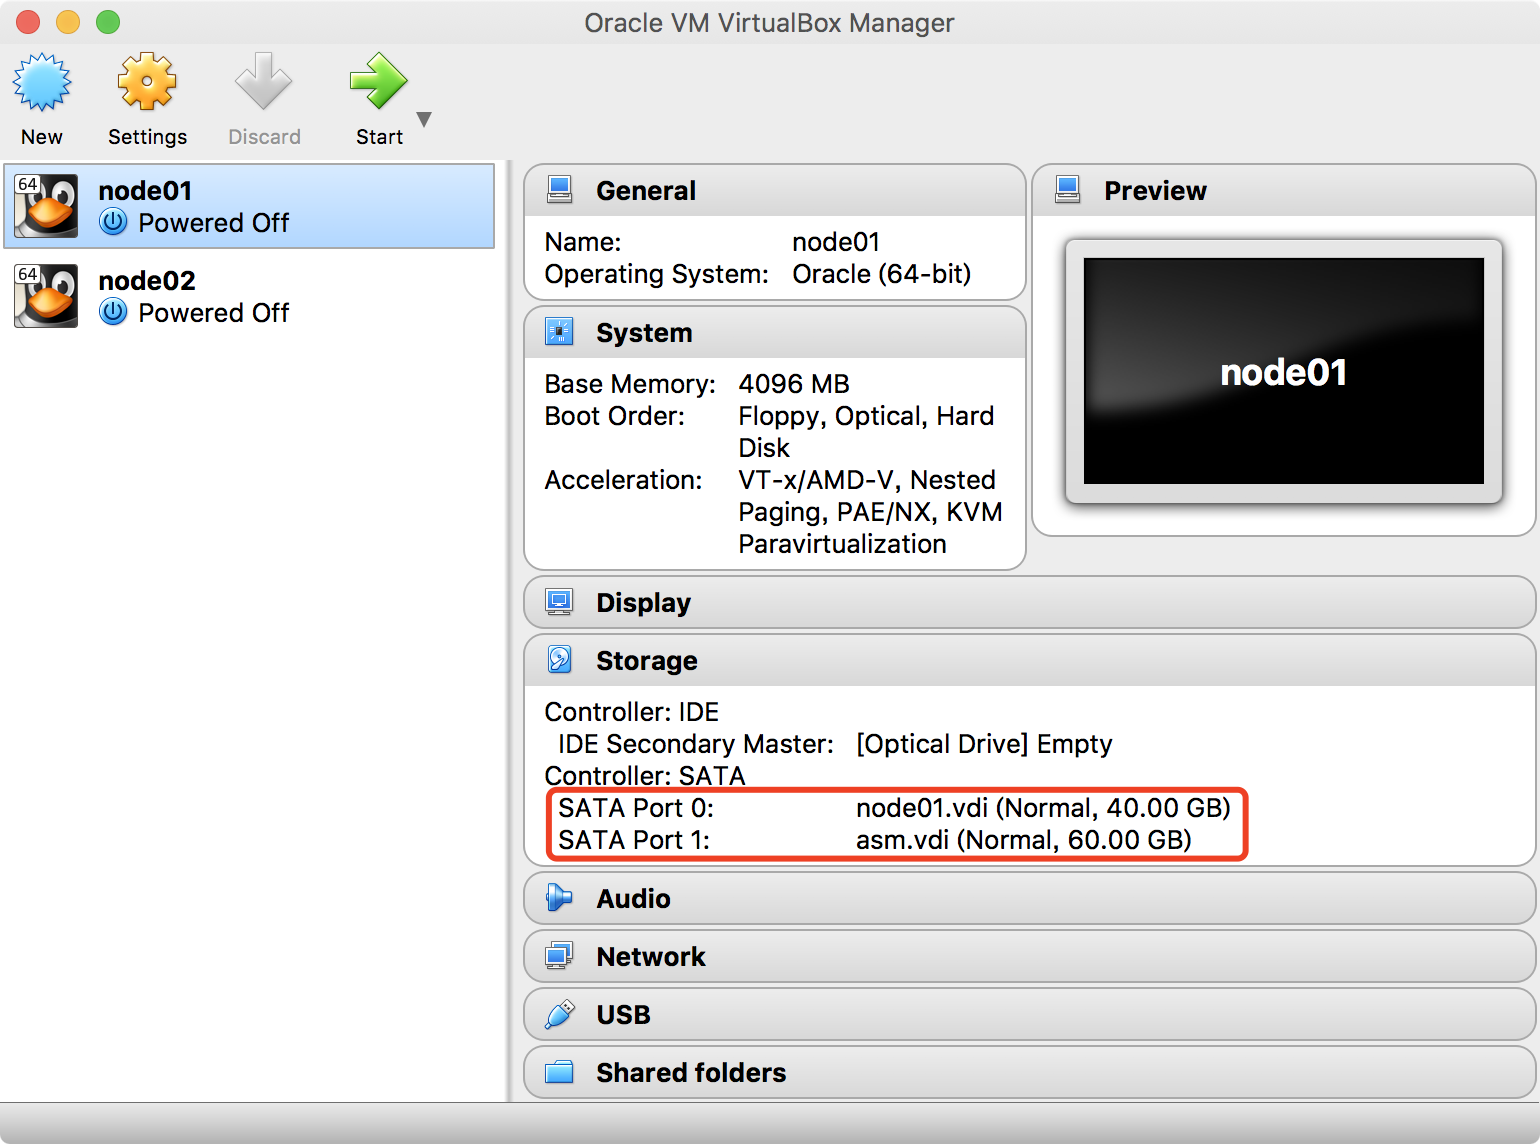 Oracle VM VirtualBox Manager
New
Settings
Discard
Start
64
node01
Powered Off
64
node02
Powered Off
General
Name: node01
Operating System: Oracle (64-bit)
System
Base Memory: 4096 MB
Boot Order: Floppy, Optical, Hard
Disk
Acceleration: VT-x/AMD-V, Nested
Paging, PAE/NX, KVM
Paravirtualization
Preview
node01
Display
Storage
Controller: IDE
IDE Secondary Master: [Optical Drive] Empty
Controller: SATA
SATA Port 0: node01.vdi (Normal, 40.00 GB)
SATA Port 1: asm.vdi (Normal, 60.00 GB)
Audio
Network
USB
Shared folders